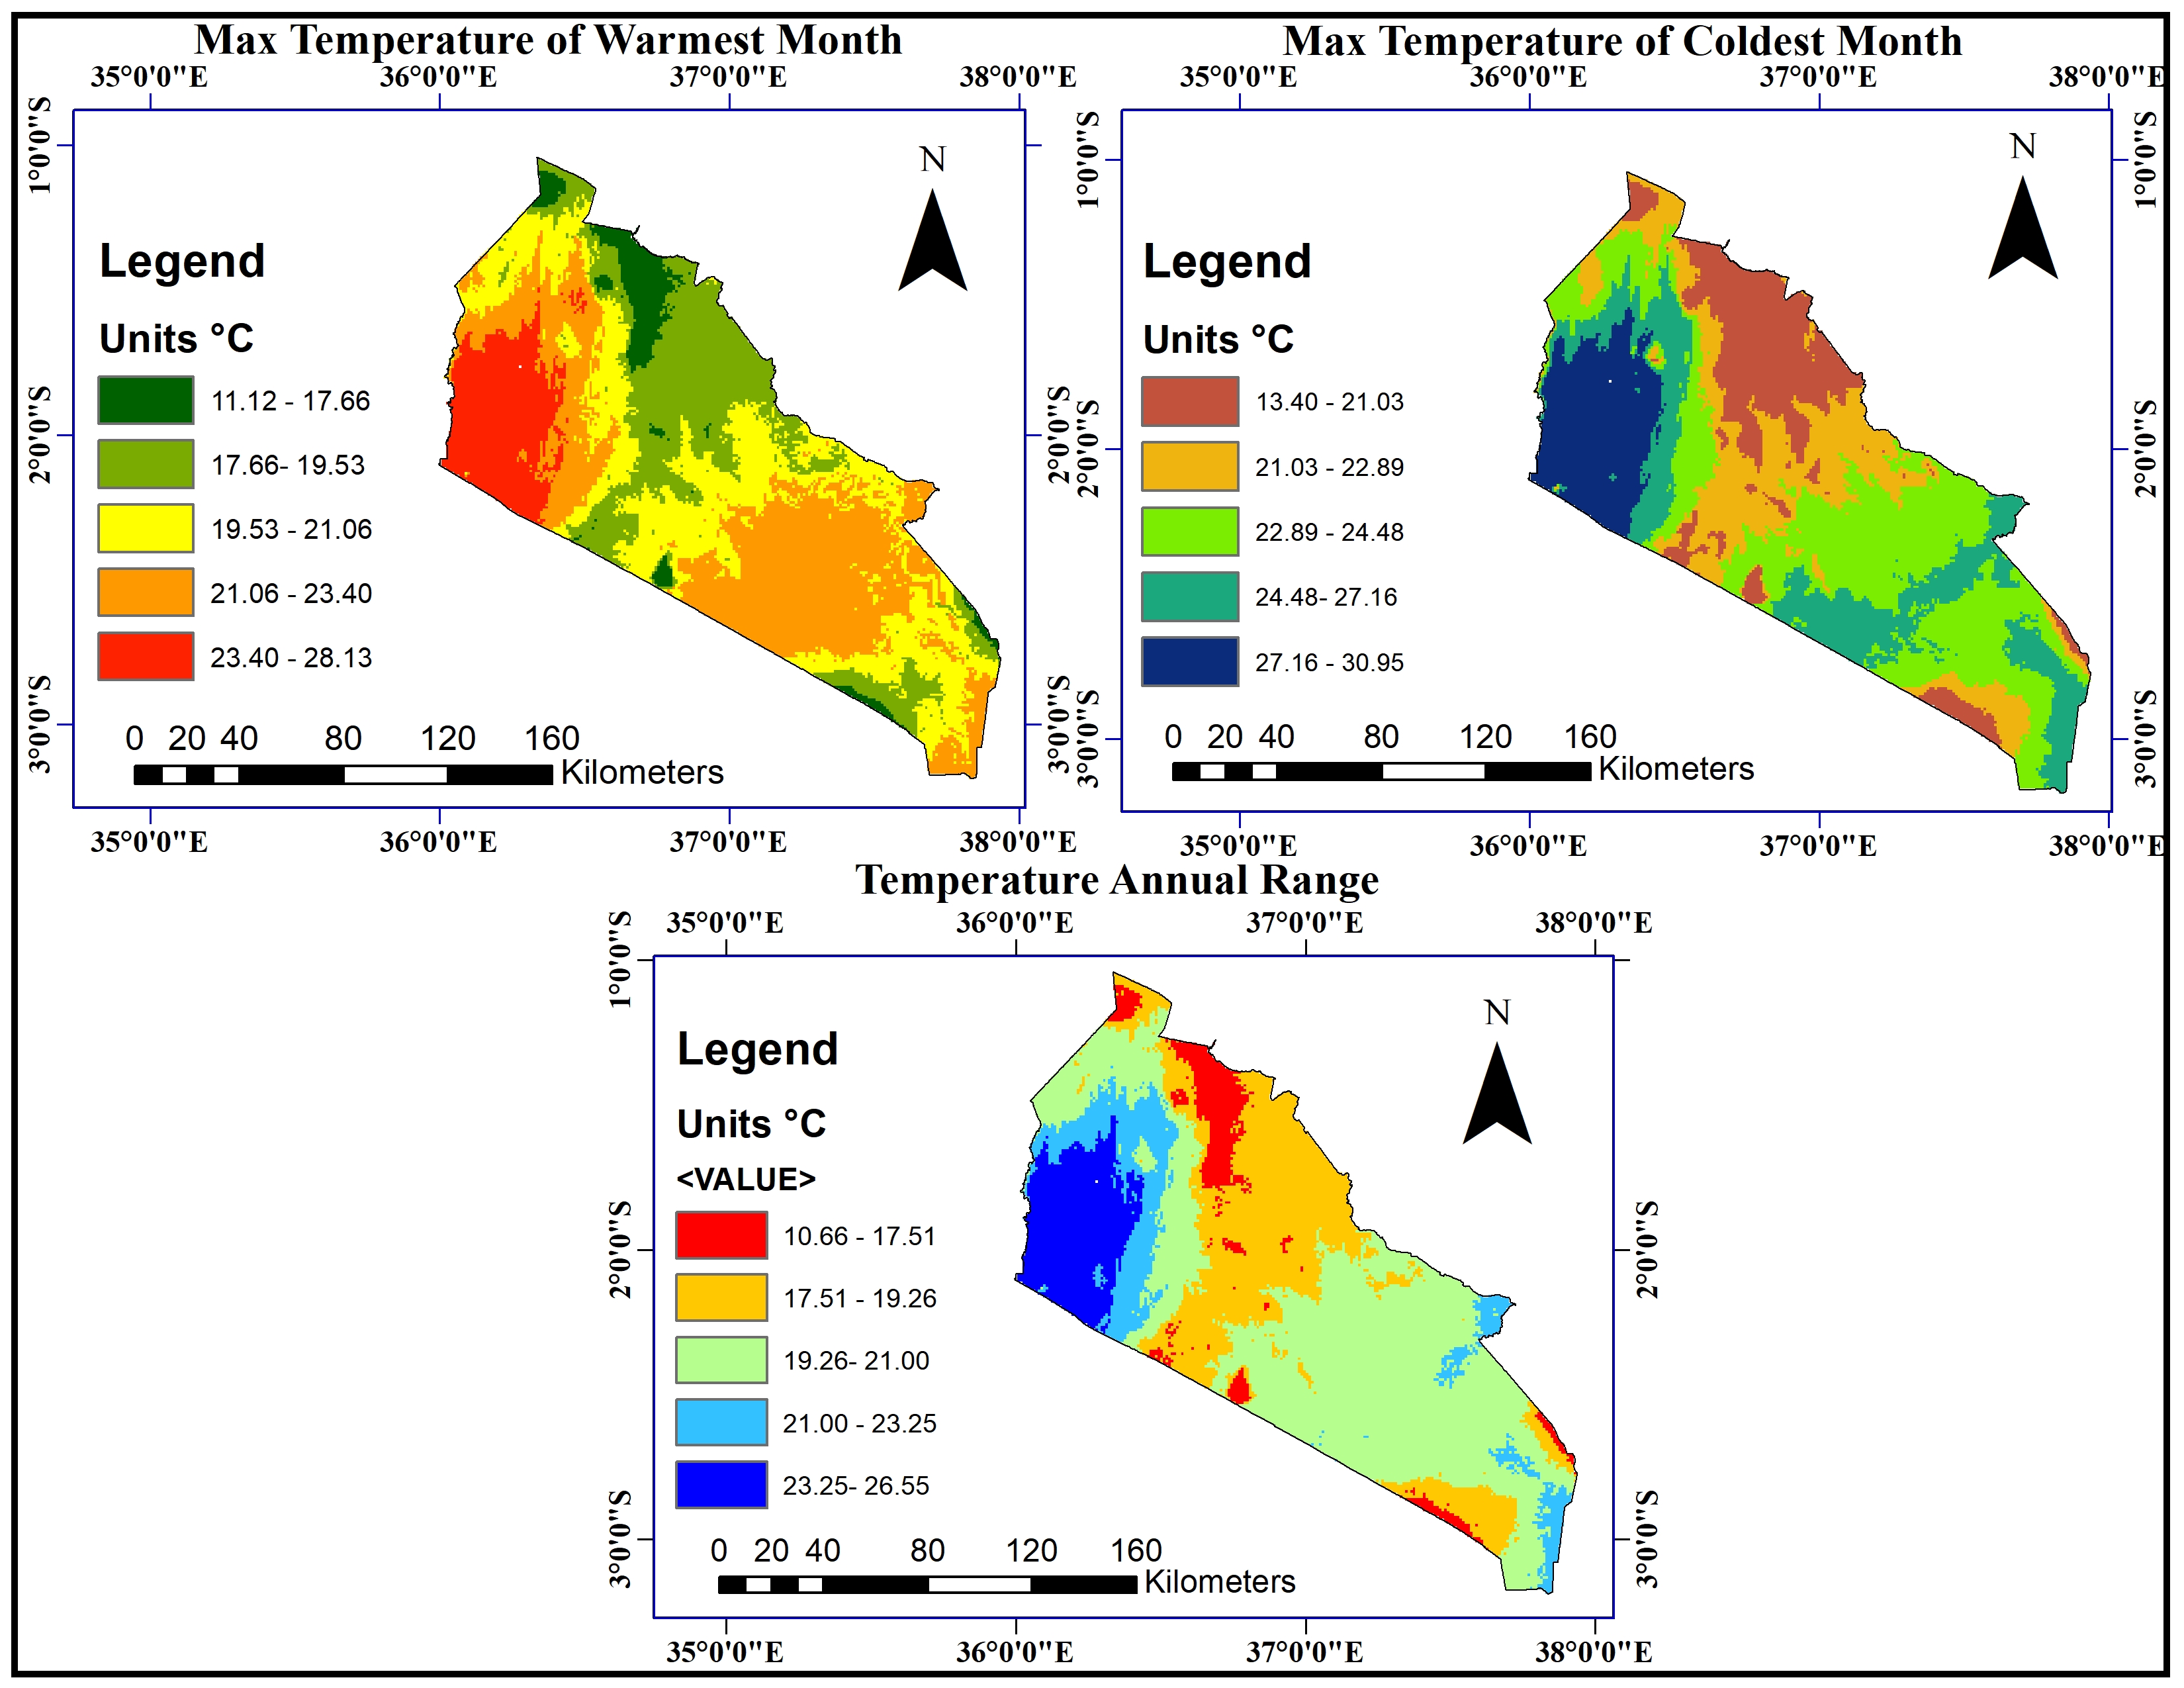 Max Temperature of Warmest Month
35°0'0"E 36°0'0"E 37°0'0"E 38°0'0"E
1°0'0"S
2°0'0"S
3°0'0"S
N
Legend
Units °C
11.12 - 17.66
17.66- 19.53
19.53 - 21.06
21.06 - 23.40
23.40 - 28.13
0 20 40 80 120 160
Kilometers
2°0'0"S
3°0'0"S
35°0'0"E 36°0'0"E 37°0'0"E 38°0'0"E
Max Temperature of Coldest Month
35°0'0"E 36°0'0"E 37°0'0"E 38°0'0"E
1°0'0"S
2°0'0"S
3°0'0"S
N
Legend
Units °C
13.40 - 21.03
21.03 - 22.89
22.89 - 24.48
24.48- 27.16
27.16 - 30.95
0 20 40 80 120 160
Kilometers
1°0'0"S
2°0'0"S
3°0'0"S
35°0'0"E 36°0'0"E 37°0'0"E 38°0'0"E
Temperature Annual Range
35°0'0"E 36°0'0"E 37°0'0"E 38°0'0"E
1°0'0"S
2°0'0"S
3°0'0"S
N
Legend
Units °C
<VALUE>
10.66 - 17.51
17.51 - 19.26
19.26- 21.00
21.00 - 23.25
23.25- 26.55
0 20 40 80 120 160
Kilometers
2°0'0"S
3°0'0"S
35°0'0"E 36°0'0"E 37°0'0"E 38°0'0"E